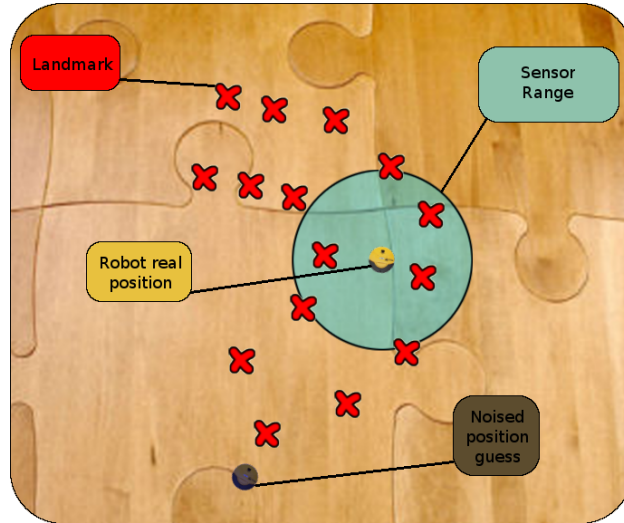 Landmark
Sensor
Range
Robot real
position
Noised
position
guess